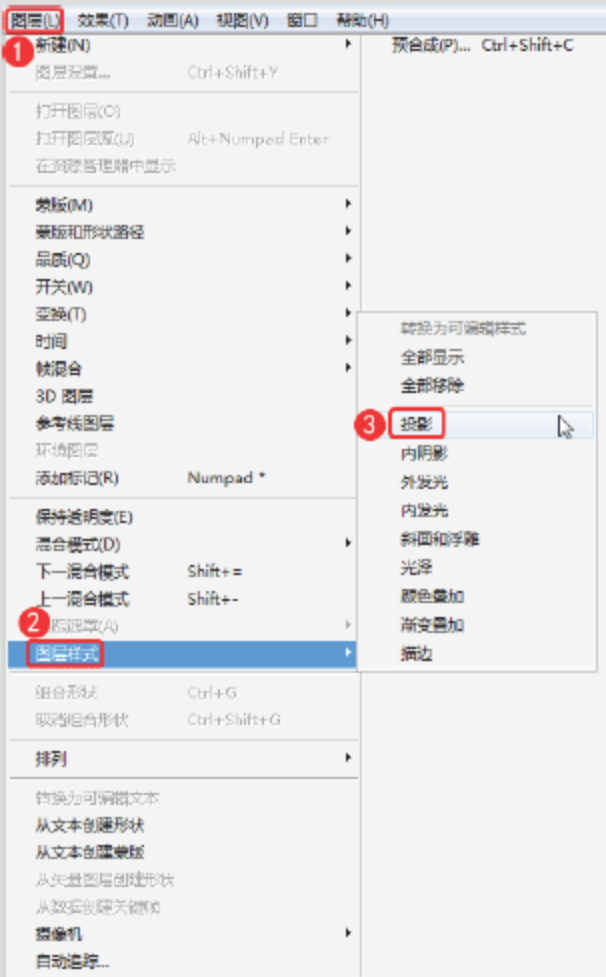 图层(L) 效果(T) 动画(A) 视图(V) 窗口 帮助(H)
1
新建(N)
预合成(P)... Ctrl+Shift+C
图层设置... Ctrl+Shift+Y
打开图层(O)
打开图层源(U) Alt+Numpad Enter
在资源管理器中显示
蒙版(M)
蒙版和形状路径
品质(Q)
开关(W)
变换(T)
时间
帧混合
3D 图层
参考线图层
环境图层
添加标记(R) Numpad *
保持透明度(E)
混合模式(D)
下一混合模式 Shift+=
上一混合模式 Shift+-
2
踪遮罩(A)
图层样式
转换为可编辑样式
全部显示
全部移除
3
投影
内阴影
外发光
内发光
斜面和浮雕
光泽
颜色叠加
渐变叠加
描边
组合形状 Ctrl+G
取消组合形状 Ctrl+Shift+G
排列
转换为可编辑文本
从文本创建形状
从文本创建蒙版
从矢量图层创建形状
从数据创建关键帧
摄像机
自动追踪...